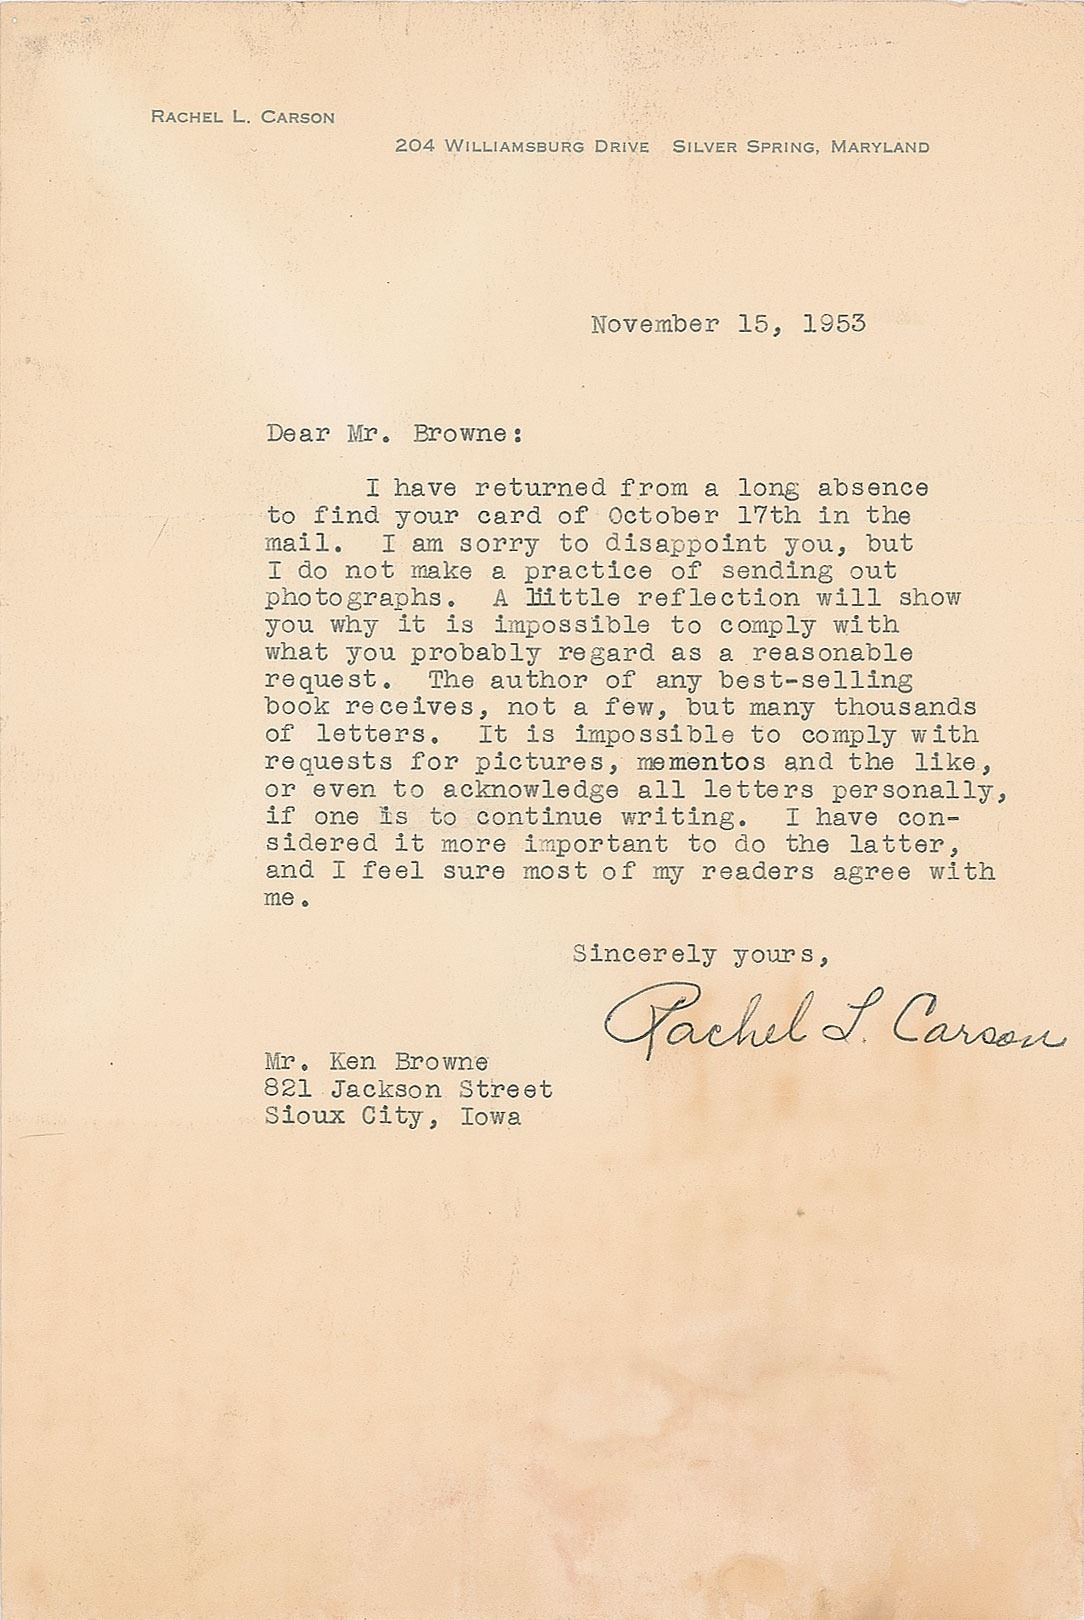 RACHEL L. CARSON
204 WILLIAMSBURG DRIVE SILVER SPRING, MARYLAND
November 15, 1953
Dear Mr. Browne:
I have returned from a long absence
to find your card of October 17th in the
mail. I am sorry to disappoint you, but
I do not make a practice of sending out
photographs. A little reflection will show
you why it is impossible to comply with
what you probably regard as a reasonable
request. The author of any best-selling
book receives, not a few, but many thousands
of letters. It is impossible to comply with
requests for pictures, mementos and the like,
or even to acknowledge all letters personally,
if one is to continue writing. I have con-
sidered it more important to do the latter,
and I feel sure most of my readers agree with
me.
Sincerely yours,
Rachel L. Carson
Mr. Ken Browne
821 Jackson Street
Sioux City, Iowa